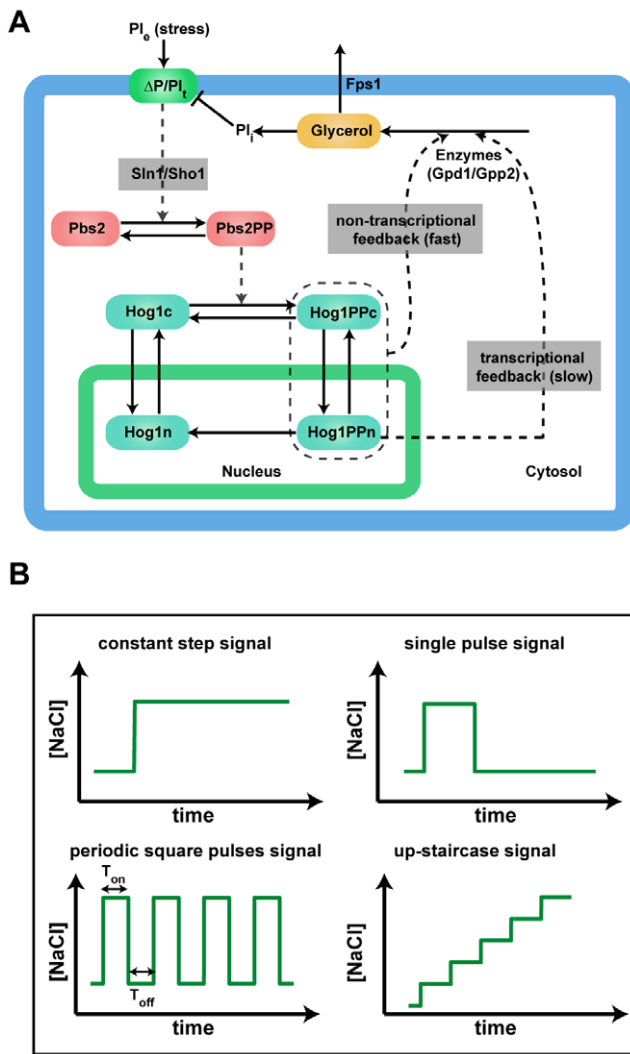 A
PIe (stress)
ΔP/PIt
Fps1
PIi
Glycerol
Enzymes
(Gpd1/Gpp2)
Sln1/Sho1
non-transcriptional
feedback (fast)
Pbs2
Pbs2PP
Hog1c
Hog1PPc
transcriptional
feedback (slow)
Hog1n
Hog1PPn
Nucleus
Cytosol
B
constant step signal
[NaCl]
time
single pulse signal
[NaCl]
time
periodic square pulses signal
Ton
[NaCl]
Toff
time
up-staircase signal
[NaCl]
time